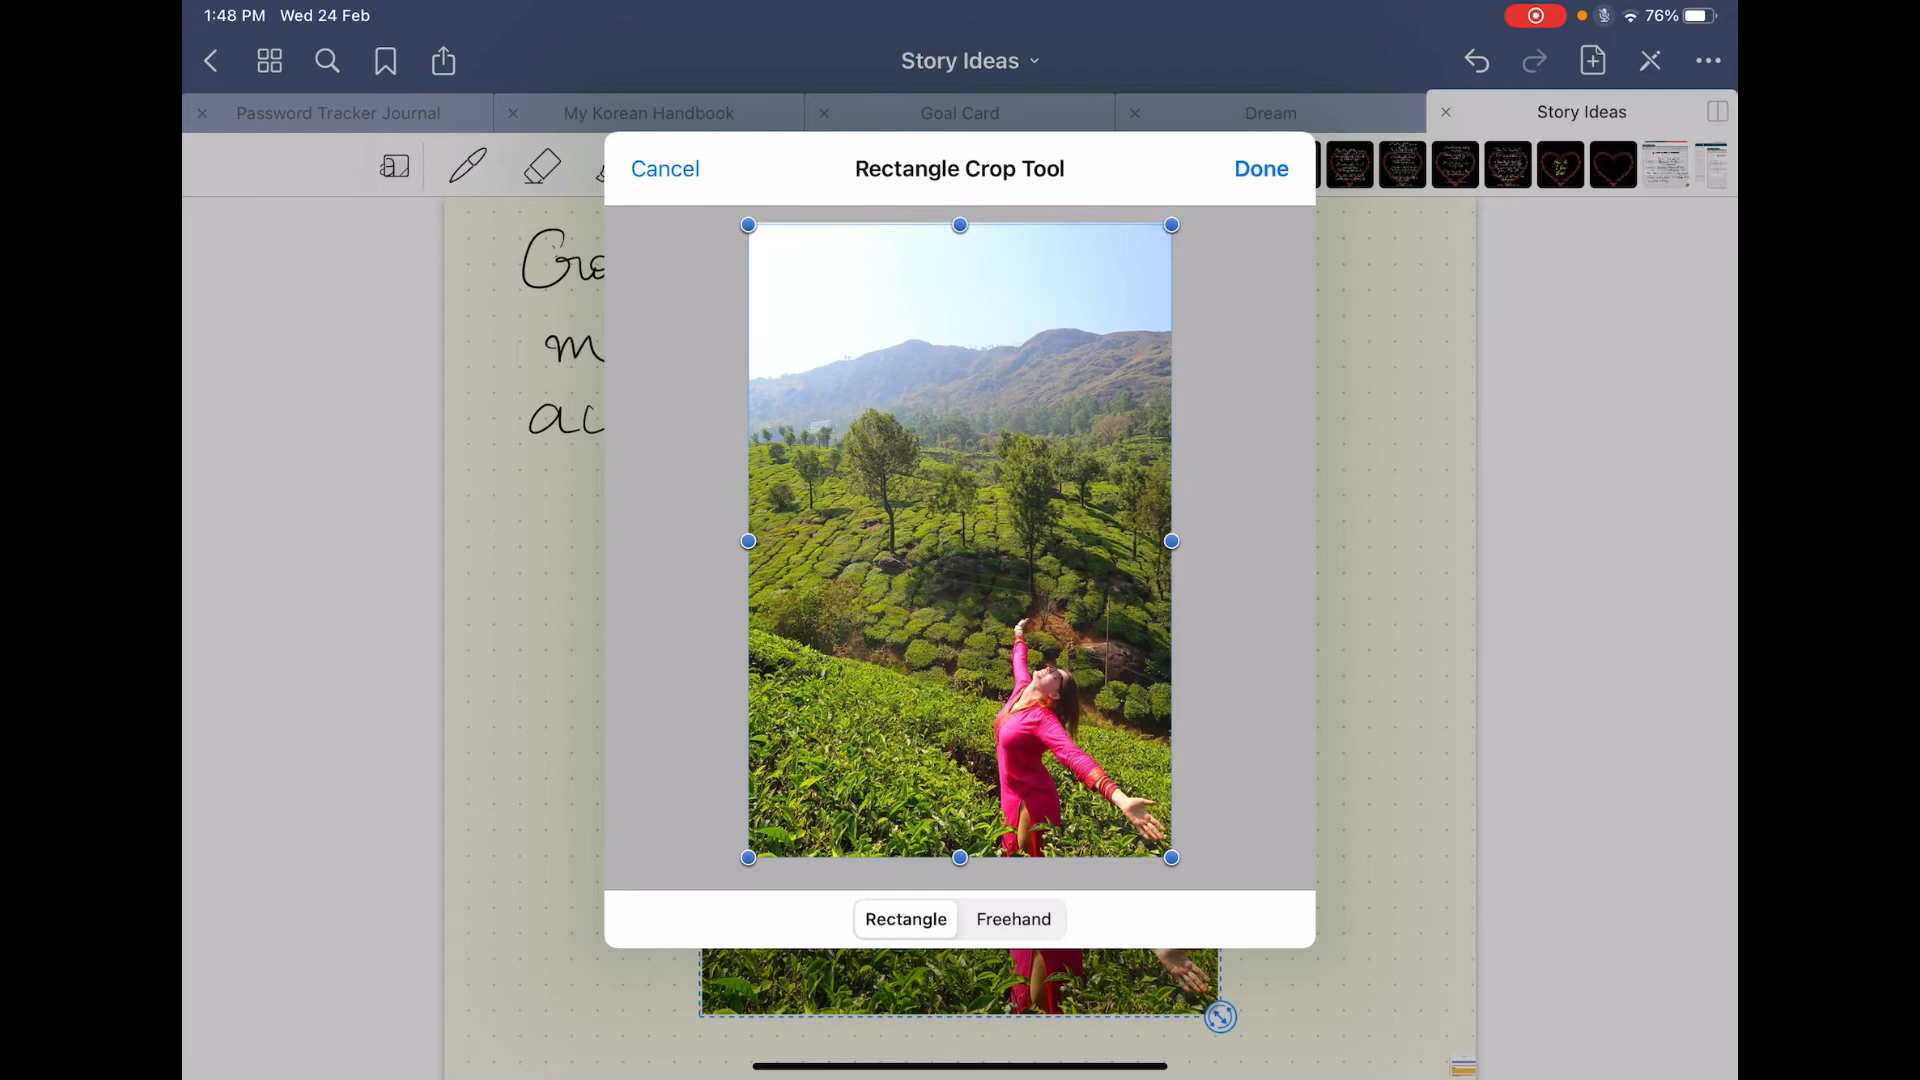 1:48 PM Wed 24 Feb
76%
Story Ideas
Password Tracker Journal
My Korean Handbook
Goal Card
Dream
Story Ideas
Cancel
Rectangle Crop Tool
Done
Rectangle
Freehand